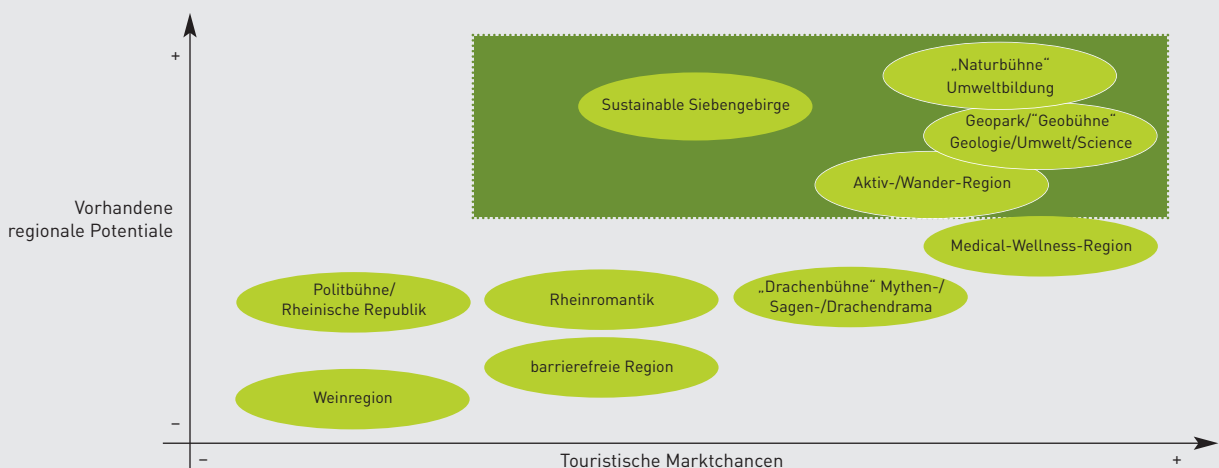 +
„Naturbühne“
Umweltbildung
Sustainable Siebengebirge
Geopark/“Geobühne“
Geologie/Umwelt/Science
Aktiv-/Wander-Region
Vorhandene
regionale Potentiale
Medical-Wellness-Region
Politbühne/
Rheinische Republik
Rheinromantik
„Drachenbühne“ Mythen-/
Sagen-/Drachendrama
barrierefreie Region
Weinregion
–
–
Touristische Marktchancen
+